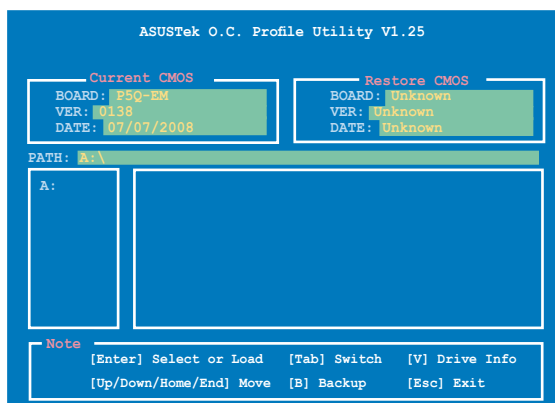 ASUSTek O.C. Profile Utility V1.25
Current CMOS
BOARD: P5Q-EM
VER: 0138
DATE: 07/07/2008
Restore CMOS
BOARD: Unknown
VER: Unknown
DATE: Unknown
PATH: A:\
A:
Note
[Enter] Select or Load [Tab] Switch [V] Drive Info
[Up/Down/Home/End] Move [B] Backup [Esc] Exit